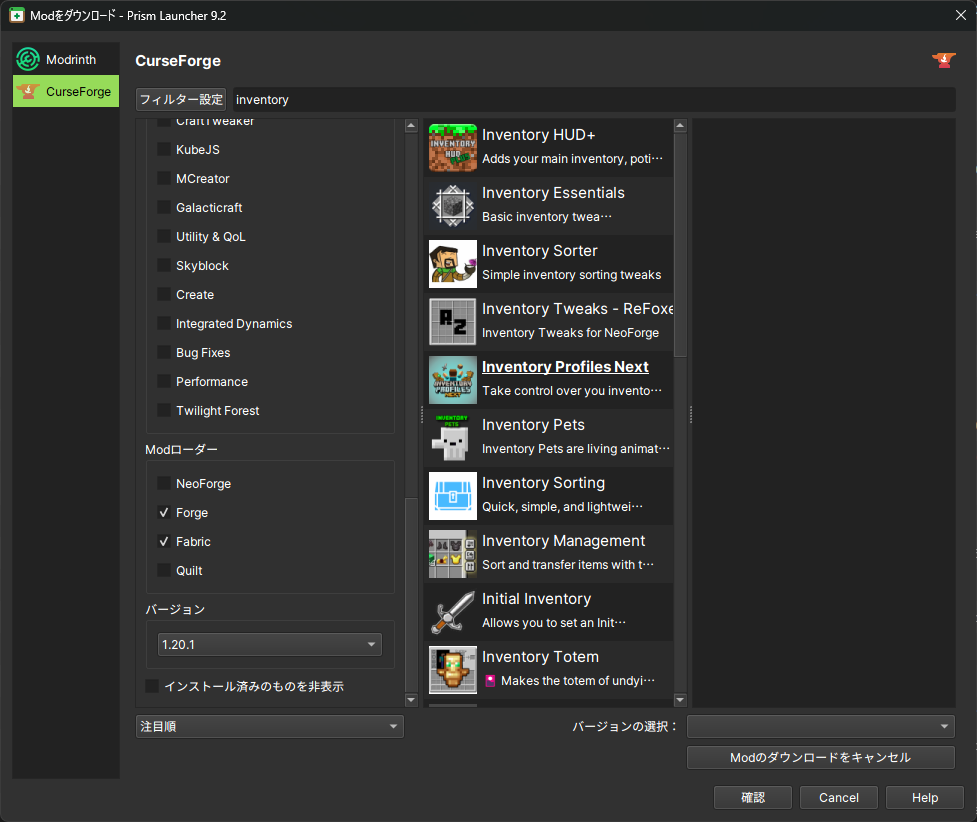 Modをダウンロード - Prism Launcher 9.2
Modrinth
CurseForge
CurseForge
フィルター設定
inventory
CraftTweaker
KubeJS
MCreator
Galacticraft
Utility & QoL
Skyblock
Create
Integrated Dynamics
Bug Fixes
Performance
Twilight Forest
Modローダー
NeoForge
Forge
Fabric
Quilt
バージョン
1.20.1
インストール済みのものを非表示
注目順
INVENTORY
HUD
Inventory HUD+
Adds your main inventory, poti…
Inventory Essentials
Basic inventory twea…
Inventory Sorter
Simple inventory sorting tweaks
AZ
Inventory Tweaks - ReFoxe
Inventory Tweaks for NeoForge
INVENTORY
PROFILES
Inventory Profiles Next
Take control over you invento…
INVENTORY
PETS
Inventory Pets
Inventory Pets are living animat…
Inventory Sorting
Quick, simple, and lightwei…
Inventory Management
Sort and transfer items with t…
Initial Inventory
Allows you to set an Init…
Inventory Totem
Makes the totem of undyi…
バージョンの選択：
Modのダウンロードをキャンセル
確認
Cancel
Help